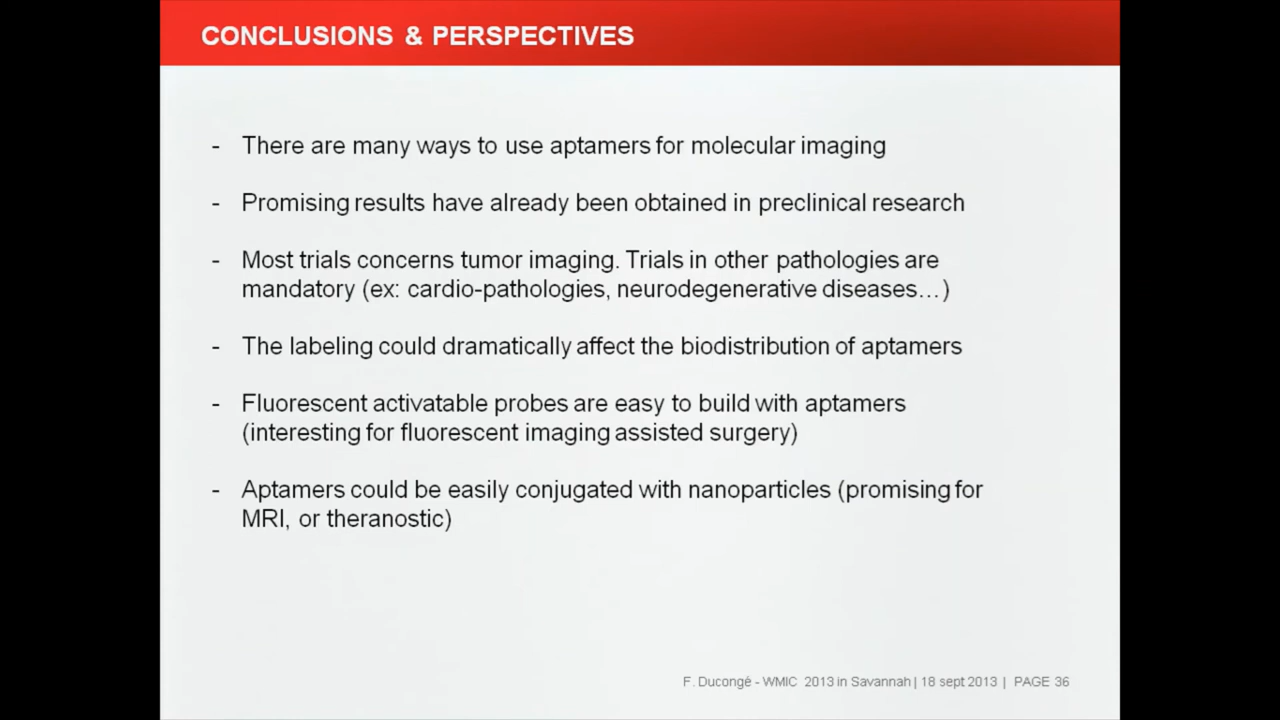 CONCLUSIONS & PERSPECTIVES
- There are many ways to use aptamers for molecular imaging
- Promising results have already been obtained in preclinical research
- Most trials concerns tumor imaging. Trials in other pathologies are
mandatory (ex: cardio-pathologies, neurodegenerative diseases…)
- The labeling could dramatically affect the biodistribution of aptamers
- Fluorescent activatable probes are easy to build with aptamers
(interesting for fluorescent imaging assisted surgery)
- Aptamers could be easily conjugated with nanoparticles (promising for
MRI, or theranostic)
F. Ducongé - WMIC 2013 in Savannah | 18 sept 2013 | PAGE 36